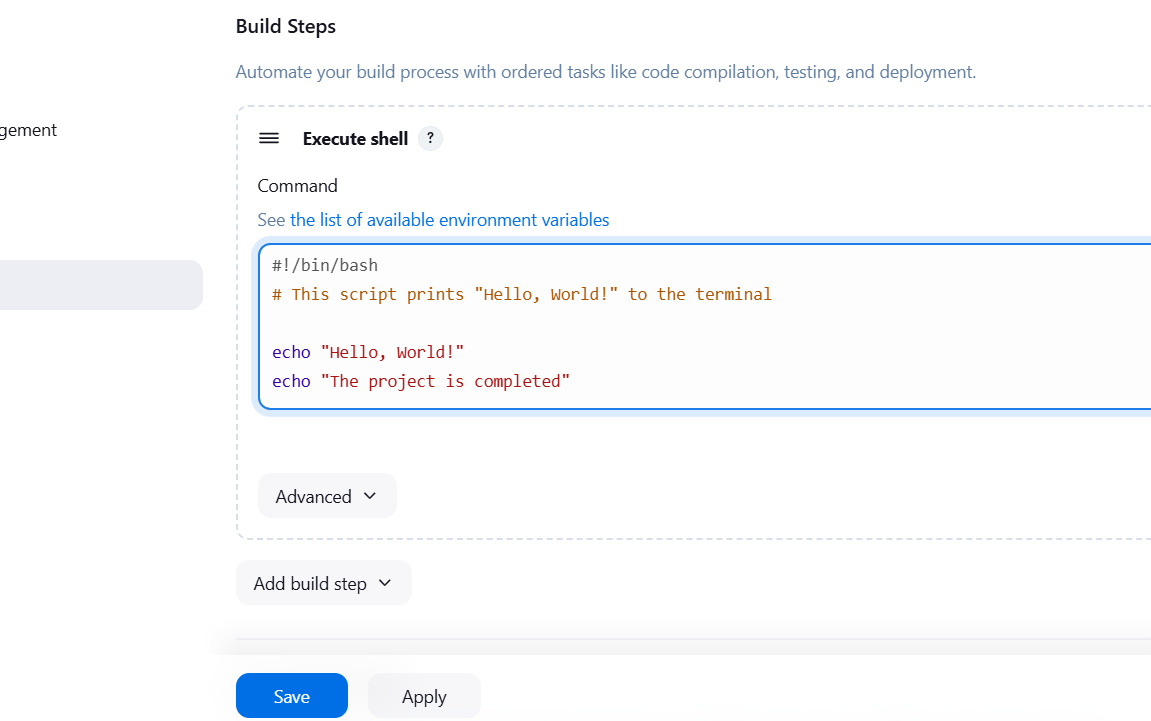 Build Steps
Automate your build process with ordered tasks like code compilation, testing, and deployment.
gement
Execute shell ?
Command
See the list of available environment variables
#!/bin/bash
# This script prints "Hello, World!" to the terminal
echo "Hello, World!"
echo "The project is completed"
Advanced
Add build step
Save Apply